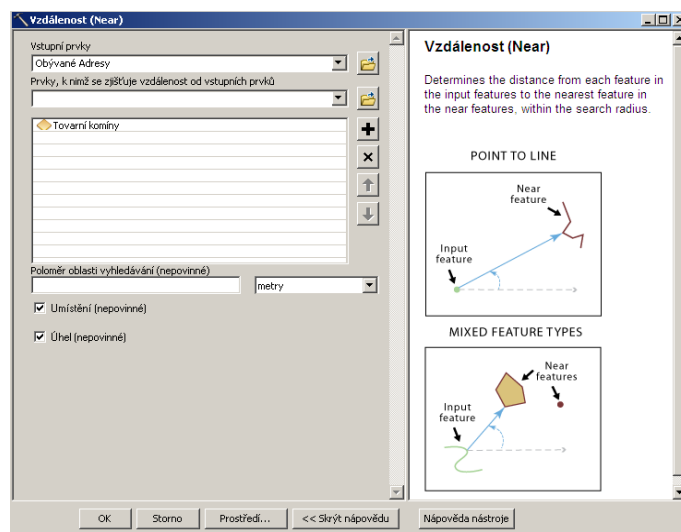 Vzdálenost (Near)
Vstupní prvky
Obývané Adresy
Prvky, k nimž se zjišťuje vzdálenost od vstupních prvků
Tovarní komíny
Poloměr oblasti vyhledávání (nepovinné)
metry
Umístění (nepovinné)
Úhel (nepovinné)
OK
Storno
Prostředí...
<< Skrýt nápovědu
Vzdálenost (Near)
Determines the distance from each feature in
the input features to the nearest feature in
the near features, within the search radius.
POINT TO LINE
Near
feature
Input
feature
MIXED FEATURE TYPES
Near
features
Input
feature
Nápověda nástroje